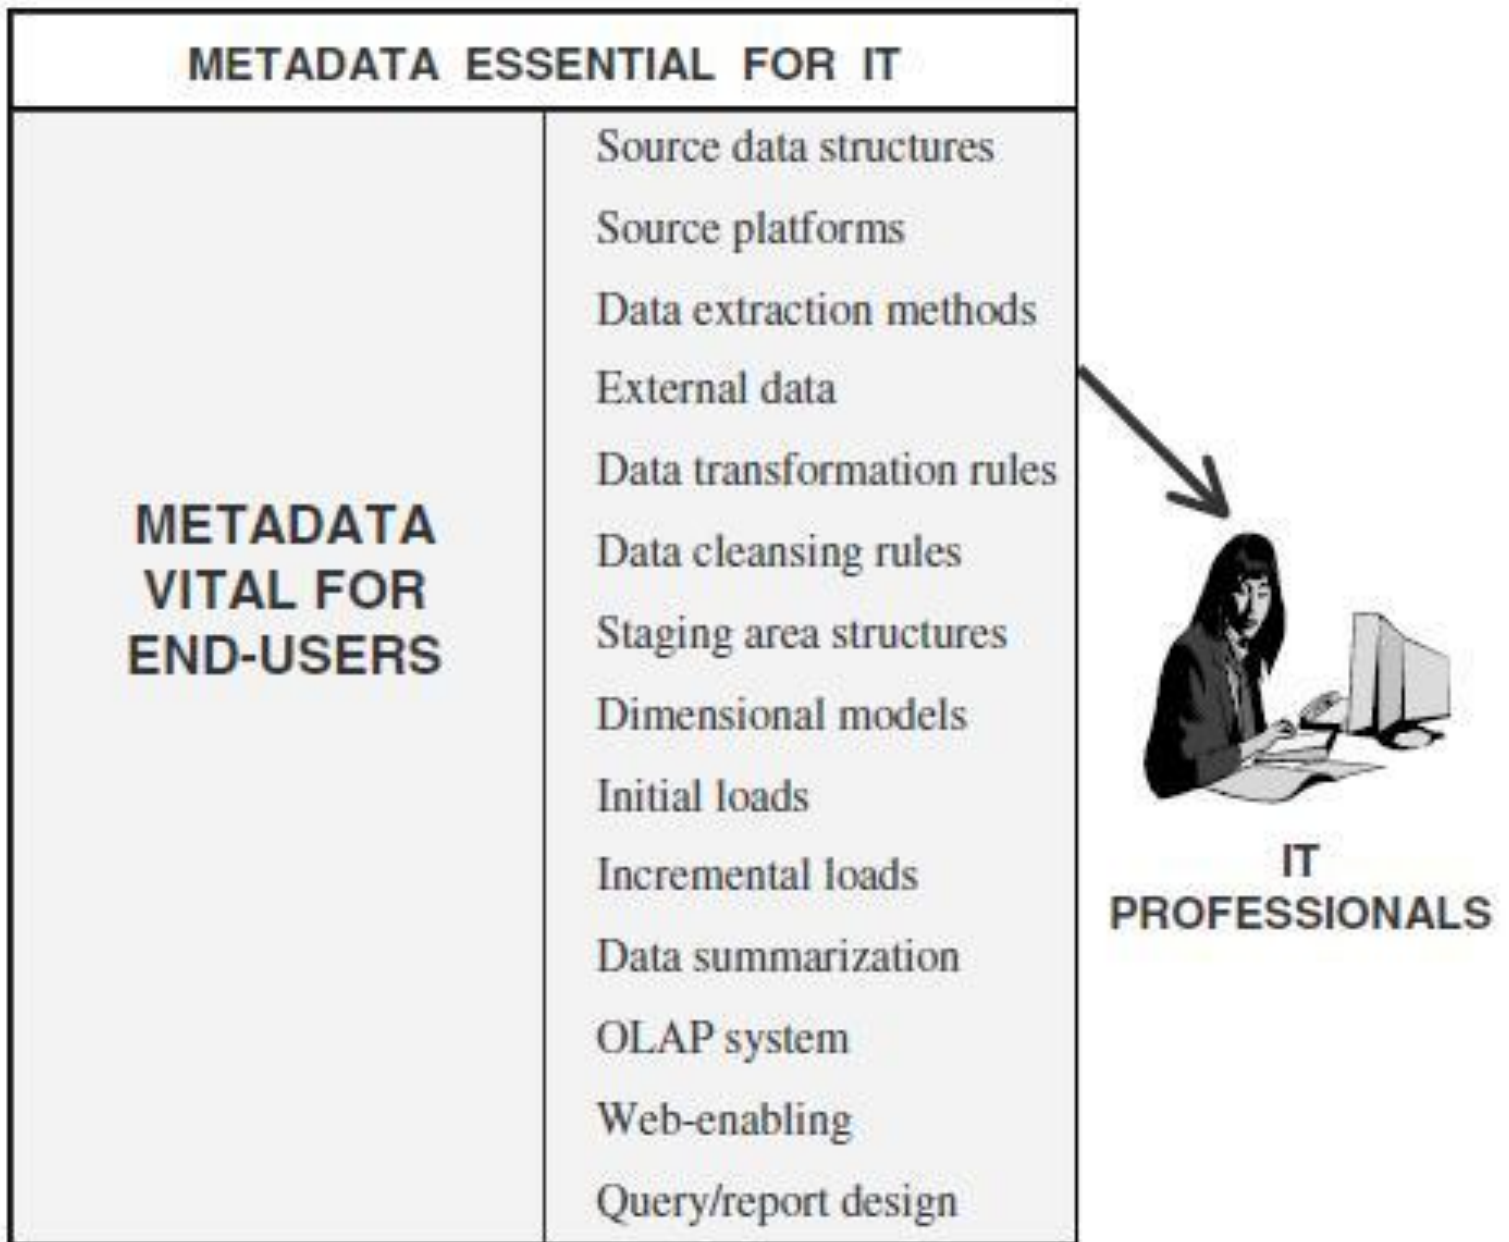 METADATA ESSENTIAL FOR IT
METADATA
VITAL FOR
END-USERS
Source data structures
Source platforms
Data extraction methods
External data
Data transformation rules
Data cleansing rules
Staging area structures
Dimensional models
Initial loads
Incremental loads
Data summarization
OLAP system
Web-enabling
Query/report design
IT
PROFESSIONALS